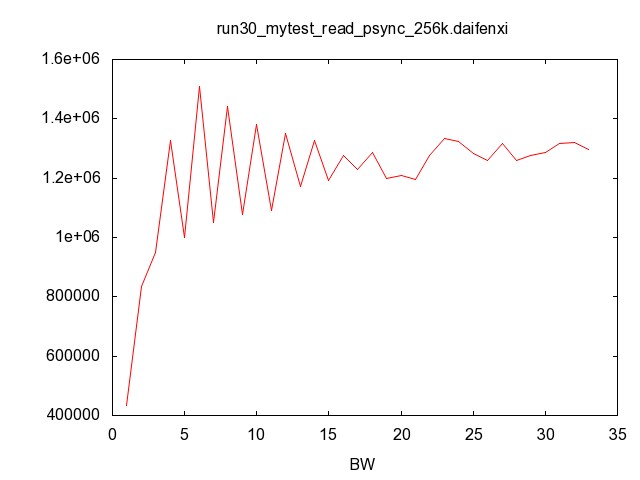 run30_mytest_read_psync_256k.daifenxi
1.6e+06
1.4e+06
1.2e+06
1e+06
800000
600000
400000
0 5 10 15 20 25 30 35
BW